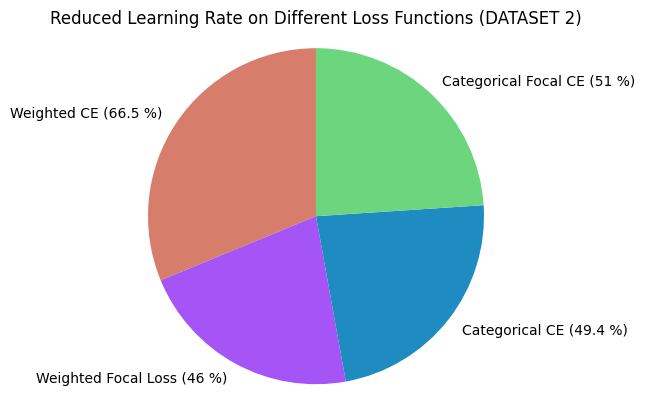 Reduced Learning Rate on Different Loss Functions (DATASET 2)
Categorical Focal CE (51 %)
Weighted CE (66.5 %)
Categorical CE (49.4 %)
Weighted Focal Loss (46 %)